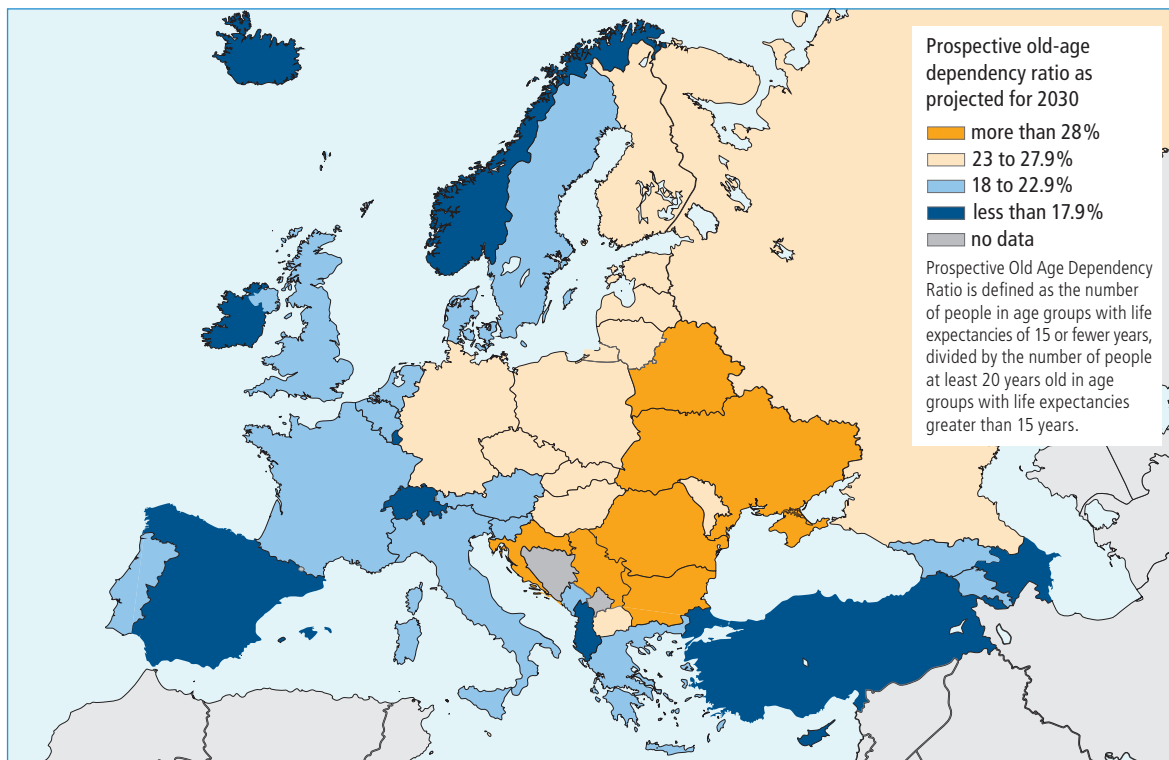 Prospective old-age
dependency ratio as
projected for 2030
more than 28%
23 to 27.9%
18 to 22.9%
less than 17.9%
no data
Prospective Old Age Dependency
Ratio is defined as the number
of people in age groups with life
expectancies of 15 or fewer years,
divided by the number of people
at least 20 years old in age
groups with life expectancies
greater than 15 years.